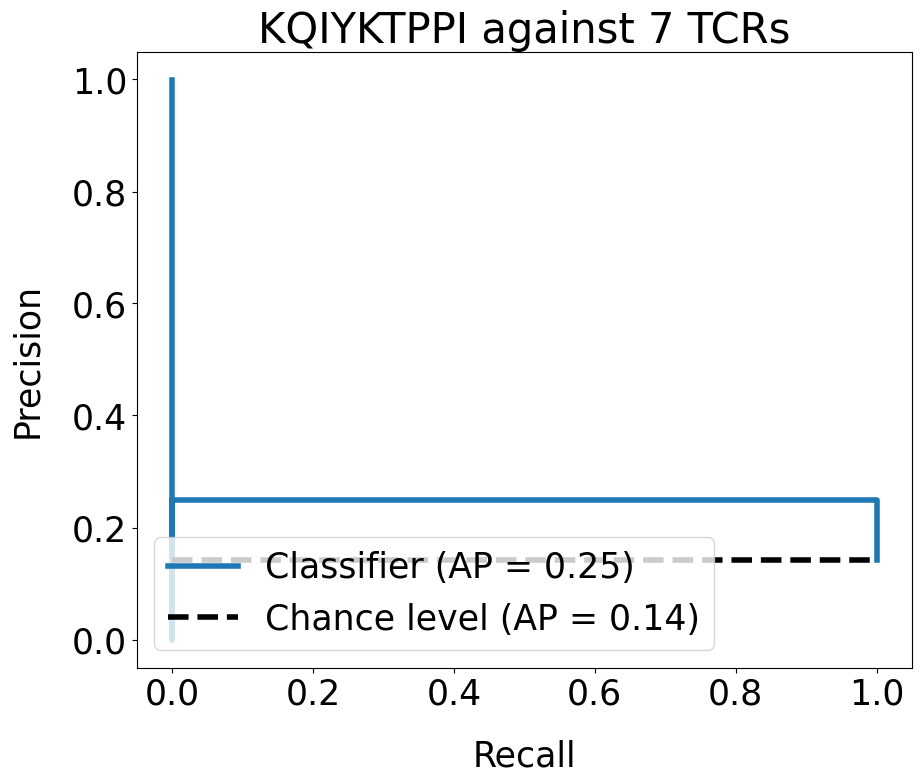 KQIYKTPPI against 7 TCRs
1.0
0.8
0.6
0.4
0.2
0.0
Precision
Classifier (AP = 0.25)
Chance level (AP = 0.14)
0.0 0.2 0.4 0.6 0.8 1.0
Recall